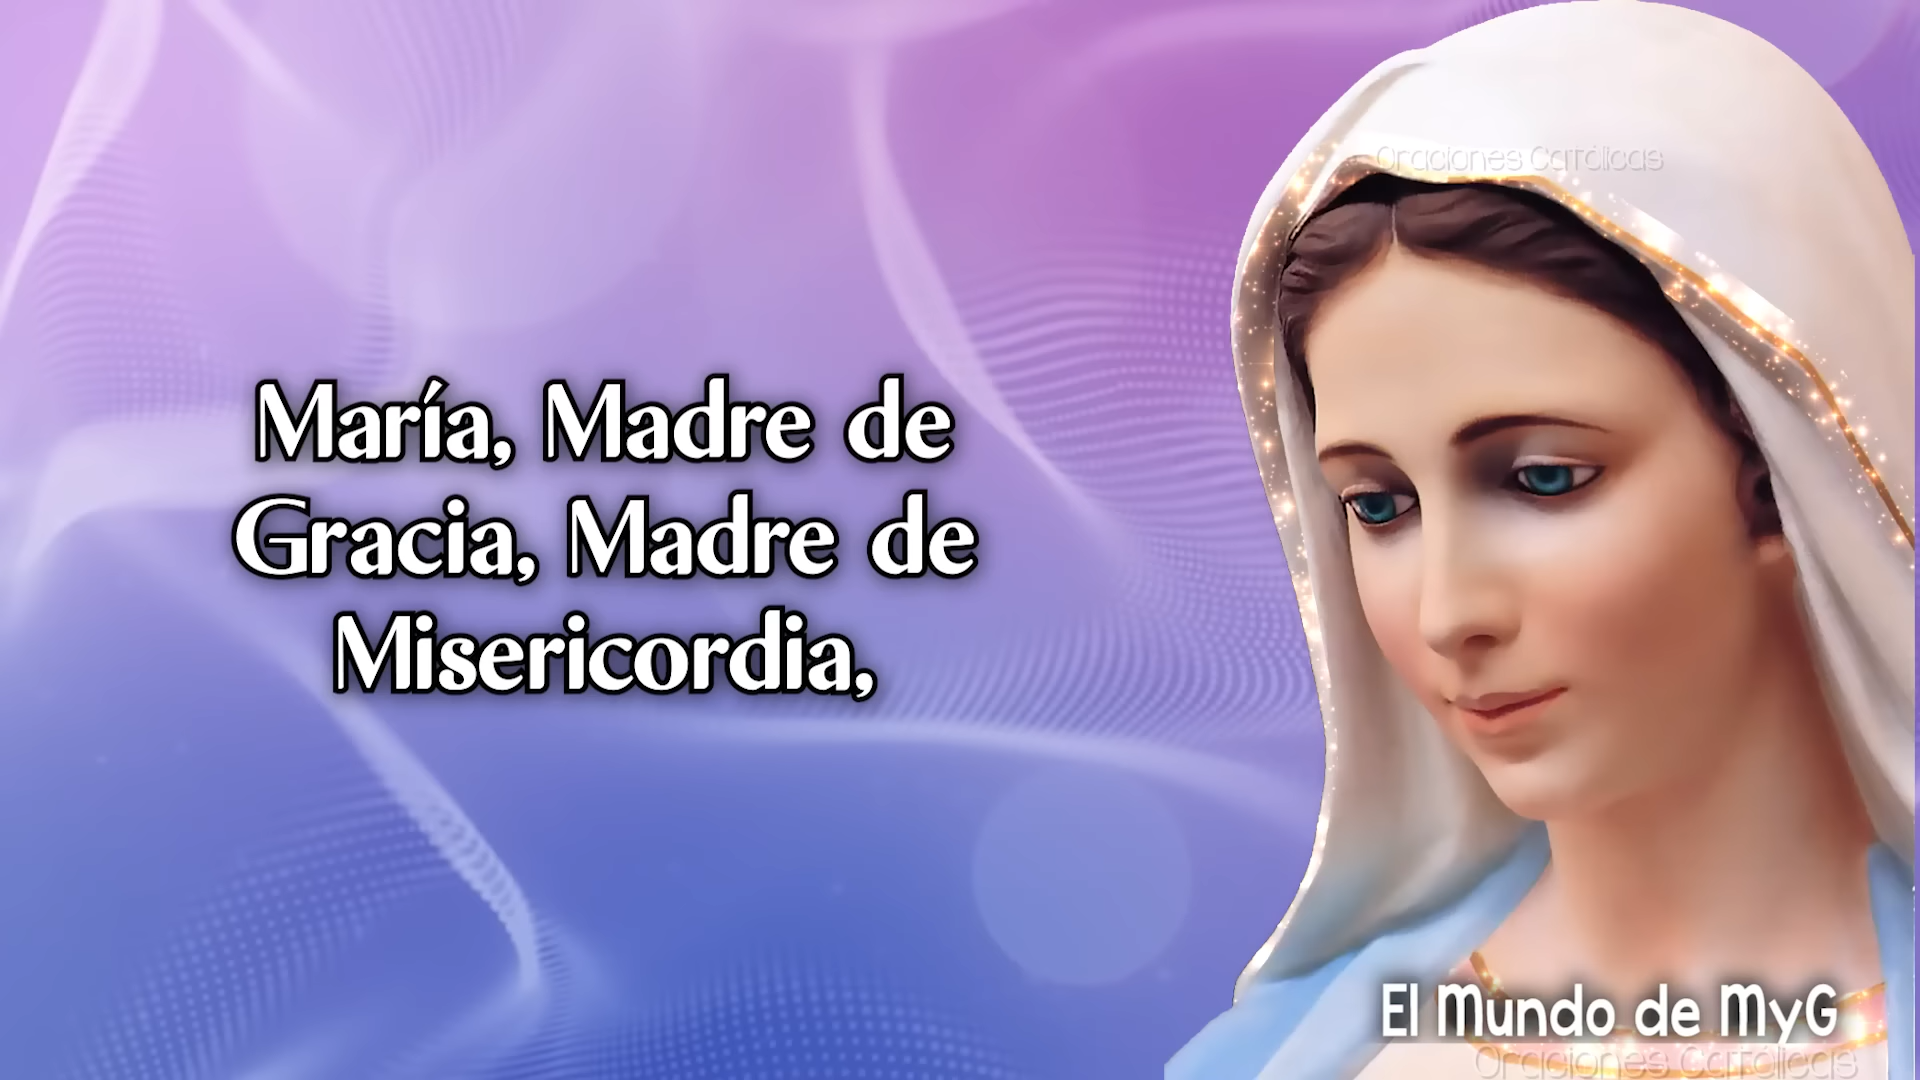 Oraciones Católicas
María, Madre de
Gracia, Madre de
Misericordia,
El Mundo de MyG
Oraciones Católicas